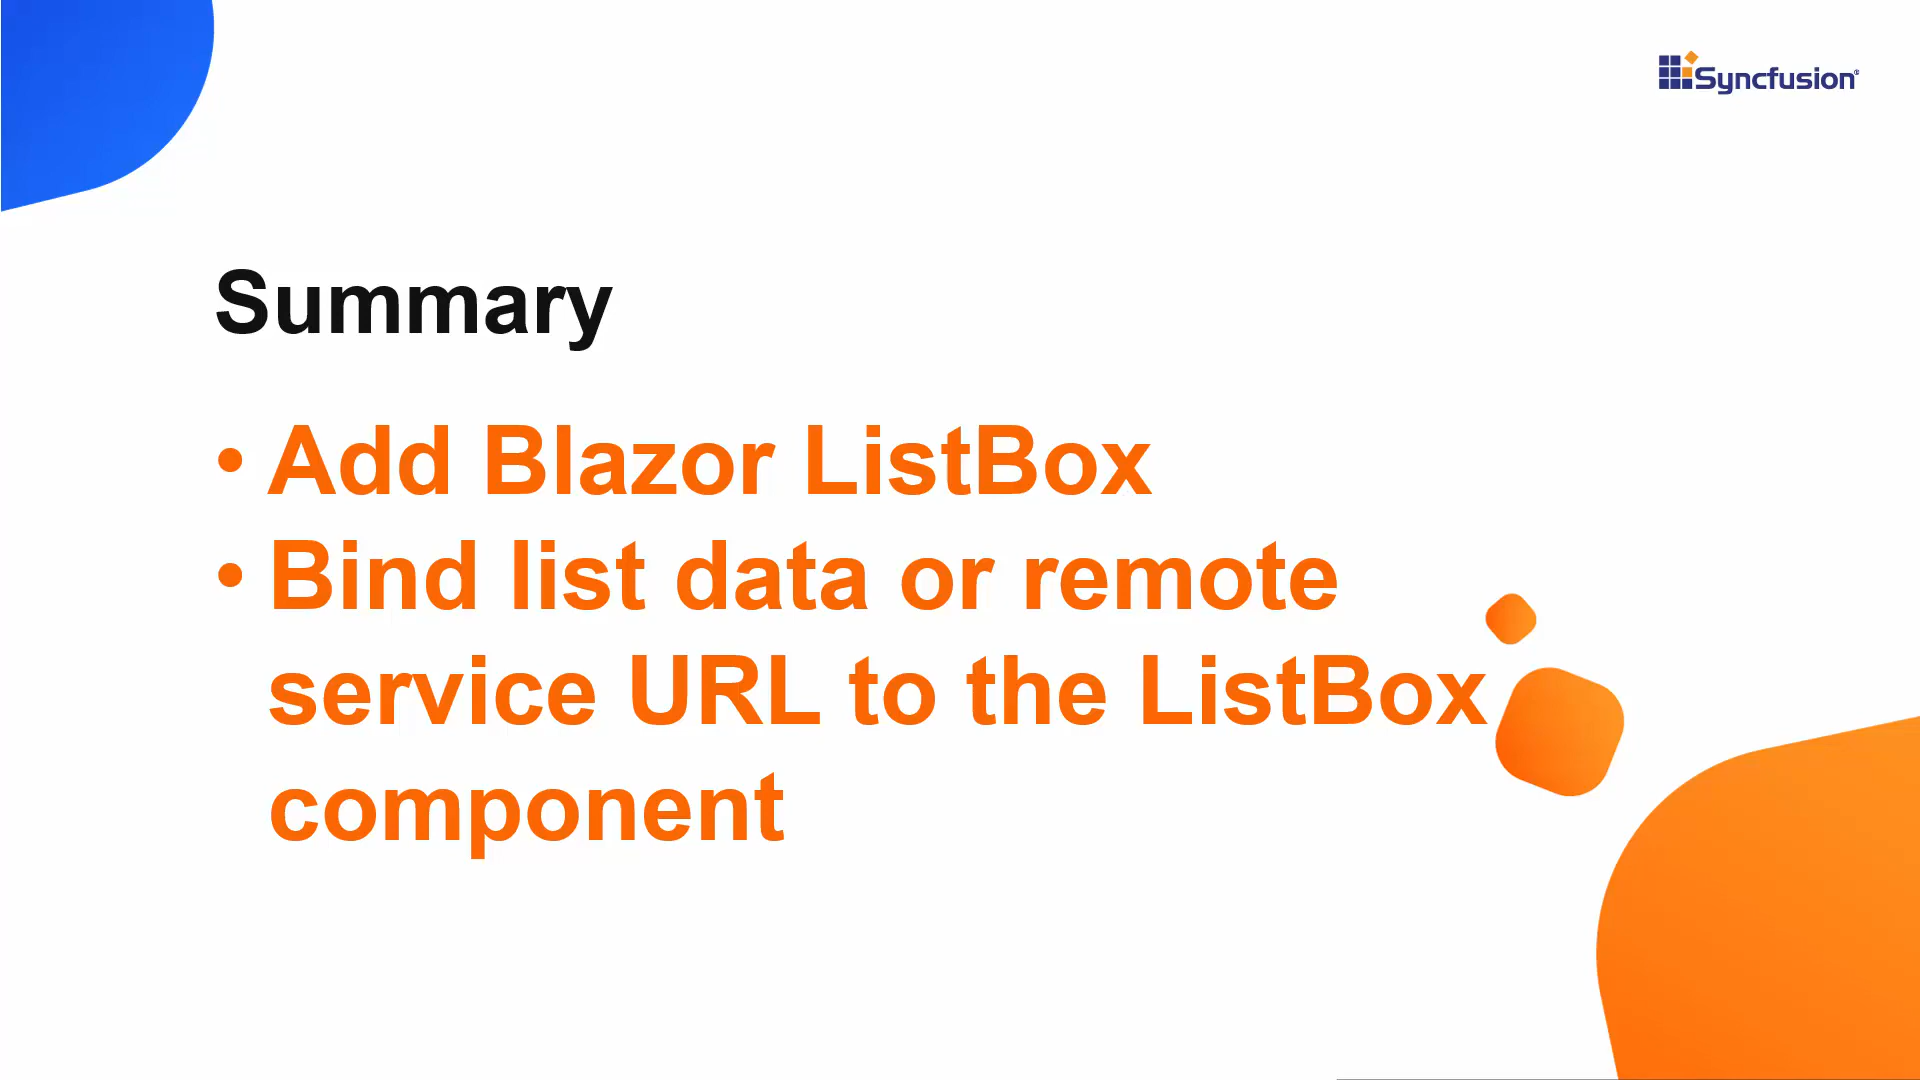 Syncfusion®
Summary
• Add Blazor ListBox
• Bind list data or remote
service URL to the ListBox
component